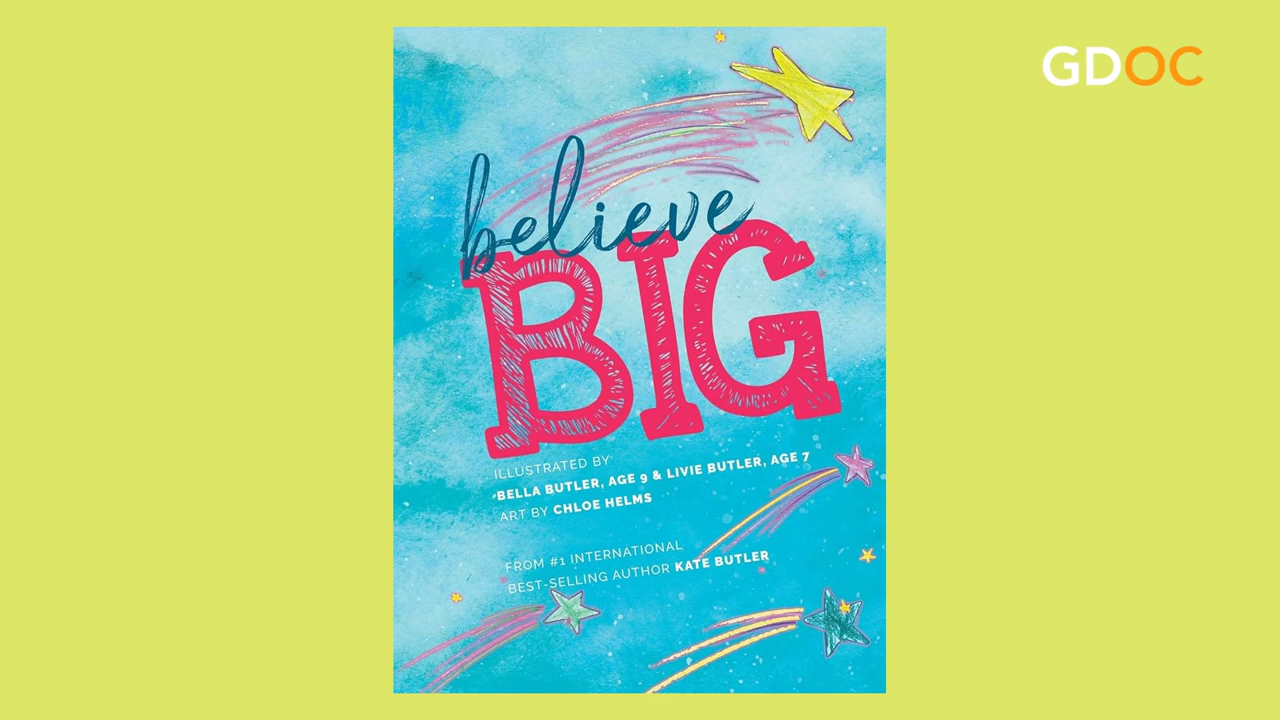 GDOC
believe
BIG
ILLUSTRATED BY
BELLA BUTLER, AGE 9 & LIVIE BUTLER, AGE 7
ART BY CHLOE HELMS
FROM #1 INTERNATIONAL
BEST-SELLING AUTHOR KATE BUTLER